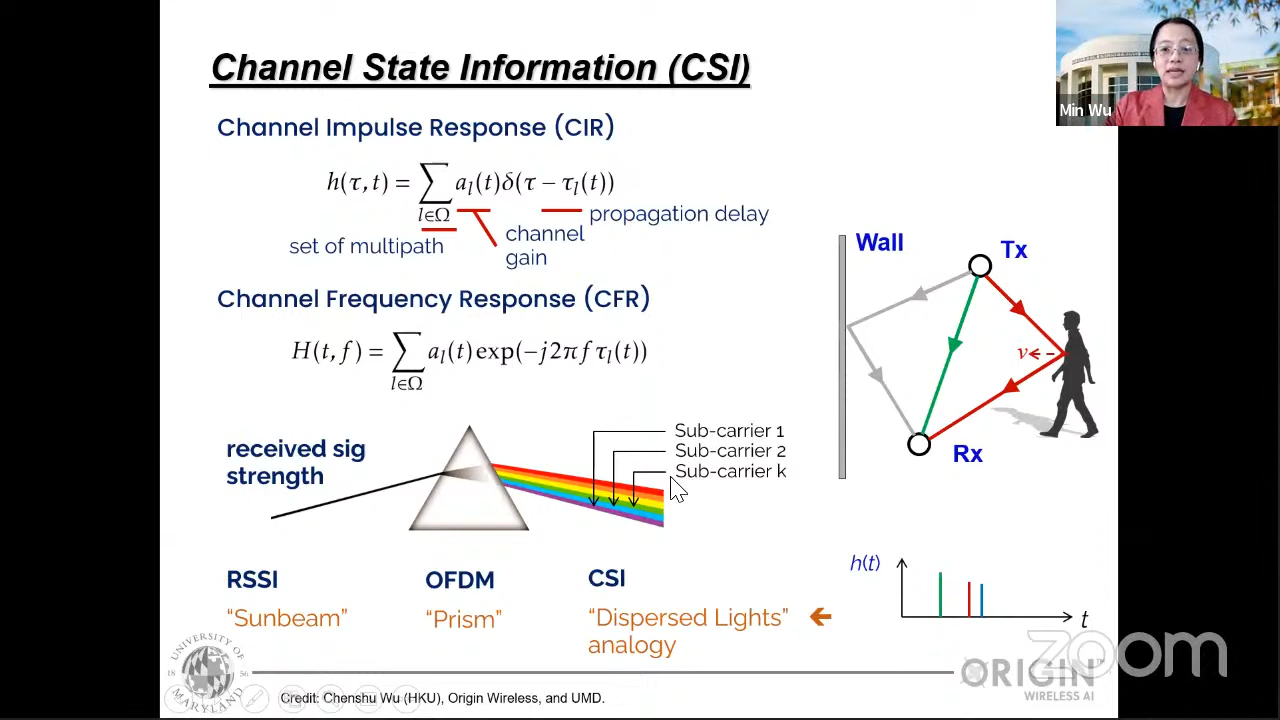 Channel State Information (CSI)
Min Wu
Channel Impulse Response (CIR)
h(τ, t) = ∑ a_l(t)δ(τ − τ_l(t))
l∈Ω
propagation delay
set of multipath
channel
gain
Wall
Tx
Channel Frequency Response (CFR)
H(t, f) = ∑ a_l(t) exp(−j2πf τ_l(t))
l∈Ω
v
Rx
received sig
strength
Sub-carrier 1
Sub-carrier 2
Sub-carrier k
RSSI
OFDM
CSI
"Sunbeam"
"Prism"
"Dispersed Lights"
analogy
h(t)
t
UNIVERSITY OF
18 56
MARYLAND
ORIGIN
WIRELESS AI
zoom
Credit: Chenshu Wu (HKU), Origin Wireless, and UMD.